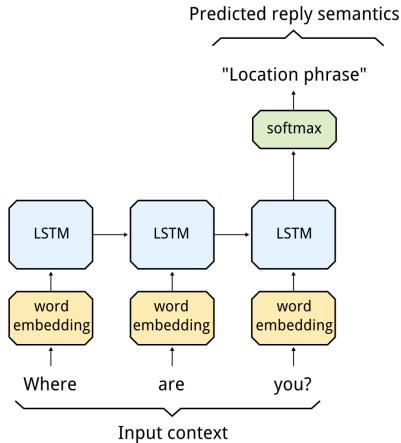 Predicted reply semantics
"Location phrase"
softmax
LSTM LSTM LSTM
word embedding word embedding word embedding
Where are you?
Input context